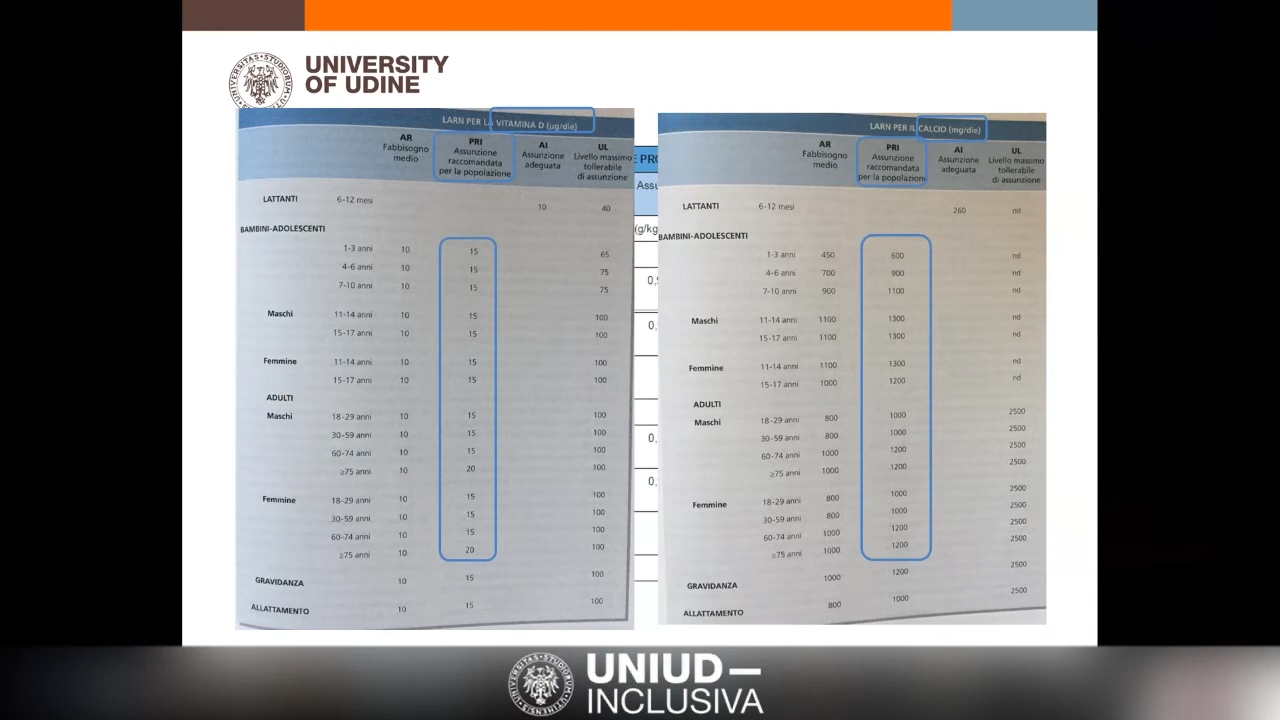 UNIVERSITY
OF UDINE
LARN PER LA VITAMINA D (µg/die)
AR
Fabbisogno
medio
PRI
Assunzione
raccomandata
per la popolazione
AI
Assunzione
adeguata
UL
Livello massimo
tollerabile
di assunzione
LATTANTI 6-12 mesi 10 40
BAMBINI-ADOLESCENTI
1-3 anni 10 15 65
4-6 anni 10 15 75
7-10 anni 10 15 75
Maschi 11-14 anni 10 15 100
15-17 anni 10 15 100
Femmine 11-14 anni 10 15 100
15-17 anni 10 15 100
ADULTI
Maschi 18-29 anni 10 15 100
30-59 anni 10 15 100
60-74 anni 10 15 100
≥75 anni 10 20 100
Femmine 18-29 anni 10 15 100
30-59 anni 10 15 100
60-74 anni 10 15 100
≥75 anni 10 20 100
GRAVIDANZA 10 15 100
ALLATTAMENTO 10 15 100
E PRO
Assu
(g/kg
0,
0,
0,
LARN PER IL CALCIO (mg/die)
AR
Fabbisogno
medio
PRI
Assunzione
raccomandata
per la popolazione
AI
Assunzione
adeguata
UL
Livello massimo
tollerabile
di assunzione
LATTANTI 6-12 mesi 260 nd
BAMBINI-ADOLESCENTI
1-3 anni 450 600 nd
4-6 anni 700 900 nd
7-10 anni 900 1100 nd
Maschi 11-14 anni 1100 1300 nd
15-17 anni 1100 1300 nd
Femmine 11-14 anni 1100 1300 nd
15-17 anni 1000 1200 nd
ADULTI
Maschi 18-29 anni 800 1000 2500
30-59 anni 800 1000 2500
60-74 anni 1000 1200 2500
≥75 anni 1000 1200 2500
Femmine 18-29 anni 800 1000 2500
30-59 anni 800 1000 2500
60-74 anni 1000 1200 2500
≥75 anni 1000 1200 2500
GRAVIDANZA 1000 1200 2500
ALLATTAMENTO 800 1000 2500
UNIUD—
INCLUSIVA